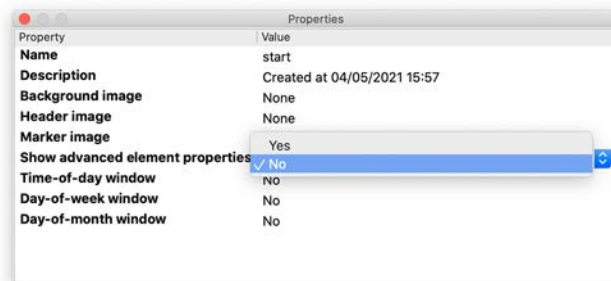 Properties
Property Value
Name start
Description Created at 04/05/2021 15:57
Background image None
Header image None
Marker image
Yes
Show advanced element properties ✓ No
Time-of-day window No
Day-of-week window No
Day-of-month window No